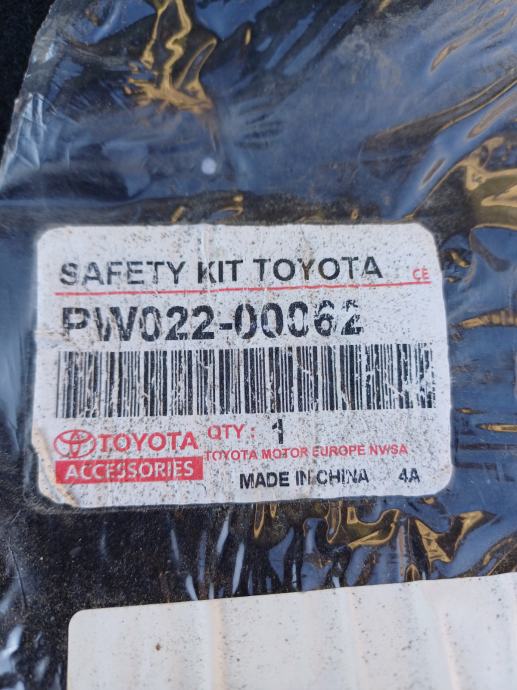 SAFETY KIT TOYOTA CE
PW022-00062
TOYOTA QTY: 1
ACCESSORIES TOYOTA MOTOR EUROPE NV/SA
MADE IN CHINA 4A